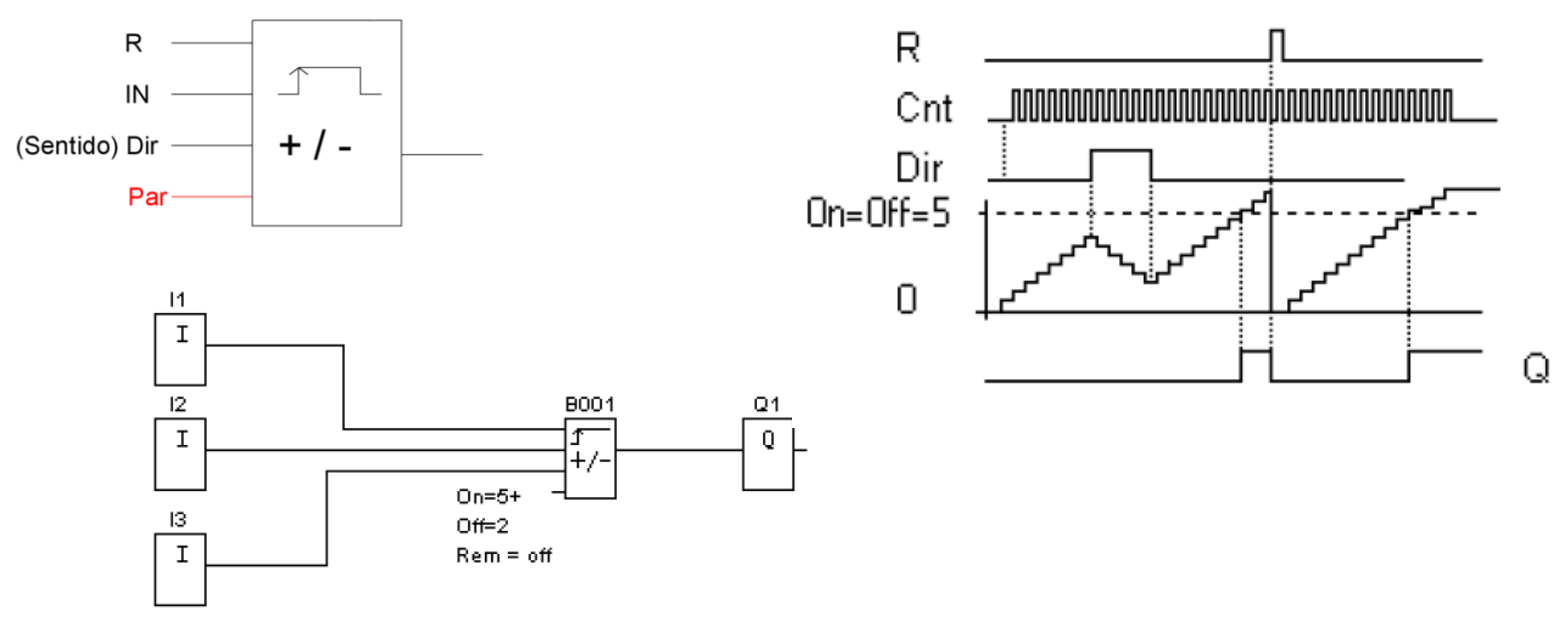 R
IN
(Sentido) Dir
Par
+ / -
R
Cnt
Dir
On=Off=5
0
Q
I1
I
I2
I
I3
I
B001
+/-
On=5+
Off=2
Rem = off
Q1
Q